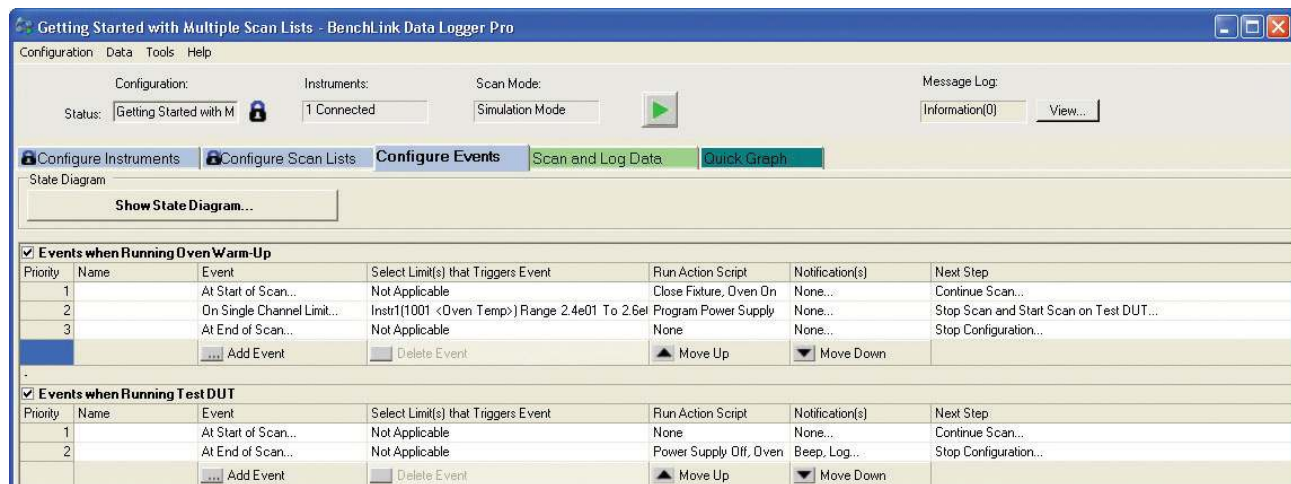 Getting Started with Multiple Scan Lists - BenchLink Data Logger Pro
Configuration Data Tools Help
Configuration: Instruments: Scan Mode: Message Log:
Status: Getting Started with M 1 Connected Simulation Mode Information(0) View...
Configure Instruments Configure Scan Lists Configure Events Scan and Log Data Quick Graph
State Diagram
Show State Diagram...
Events when Running Oven Warm-Up
Priority Name Event Select Limit(s) that Triggers Event Run Action Script Notification(s) Next Step
1 At Start of Scan... Not Applicable Close Fixture, Oven On None... Continue Scan...
2 On Single Channel Limit... Instr1(1001 <Oven Temp>) Range 2.4e01 To 2.6e Program Power Supply None... Stop Scan and Start Scan on Test DUT...
3 At End of Scan... Not Applicable None None... Stop Configuration...
... Add Event Delete Event Move Up Move Down
Events when Running Test DUT
Priority Name Event Select Limit(s) that Triggers Event Run Action Script Notification(s) Next Step
1 At Start of Scan... Not Applicable None None... Continue Scan...
2 At End of Scan... Not Applicable Power Supply Off, Oven Beep, Log... Stop Configuration...
... Add Event Delete Event Move Up Move Down